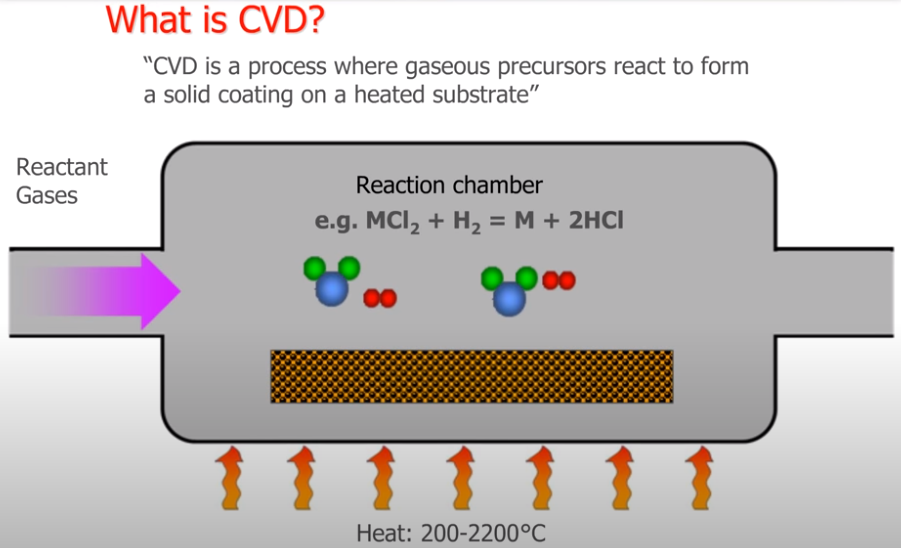 What is CVD?
“CVD is a process where gaseous precursors react to form
a solid coating on a heated substrate”
Reactant
Gases
Reaction chamber
e.g. MCl₂ + H₂ = M + 2HCl
Heat: 200-2200°C